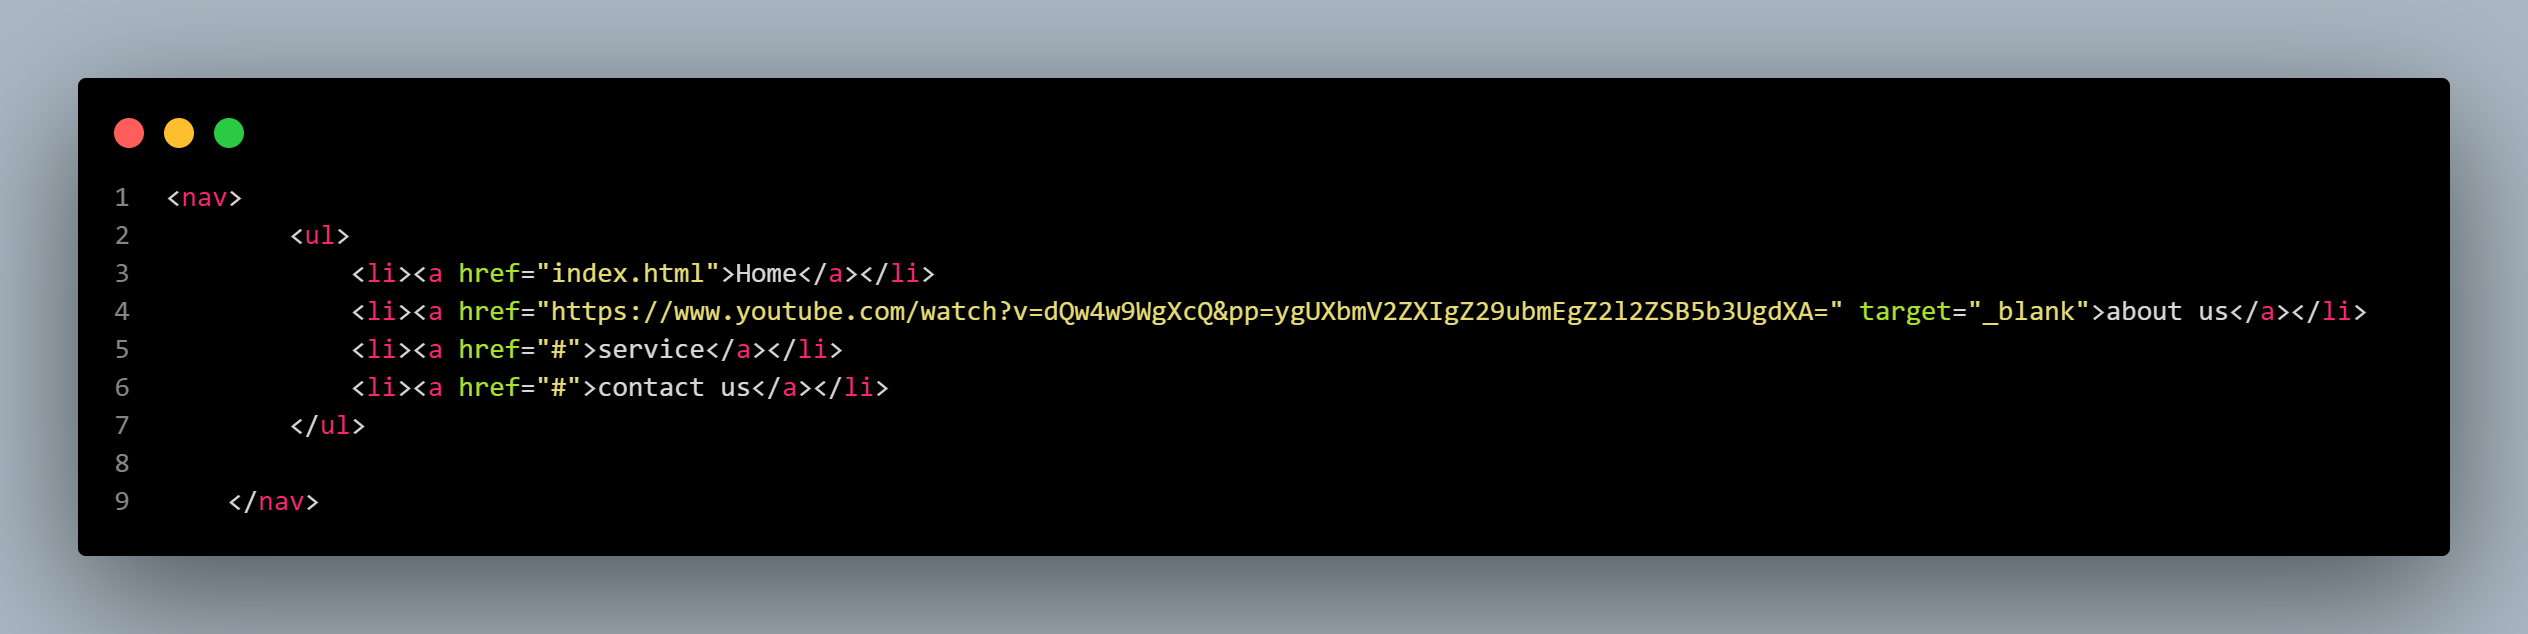 1 <nav>
2         <ul>
3             <li><a href="index.html">Home</a></li>
4             <li><a href="https://www.youtube.com/watch?v=dQw4w9WgXcQ&pp=ygUXbmV2ZXIgZ29ubmEgZ2l2ZSB5b3UgdXA=" target="_blank">about us</a></li>
5             <li><a href="#">service</a></li>
6             <li><a href="#">contact us</a></li>
7         </ul>
8
9     </nav>